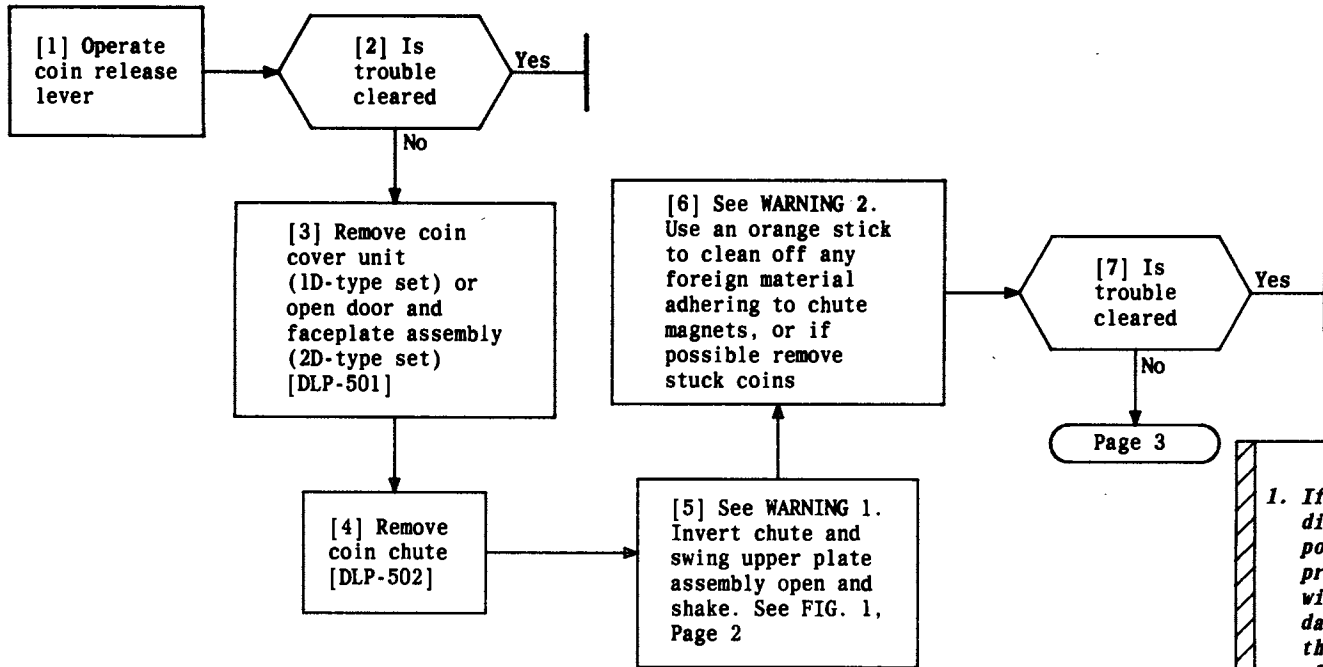 [1] Operate
coin release
lever
[2] Is
trouble
cleared
Yes
No
[3] Remove coin
cover unit
(1D-type set) or
open door and
faceplate assembly
(2D-type set)
[DLP-501]
[4] Remove
coin chute
[DLP-502]
[5] See WARNING 1.
Invert chute and
swing upper plate
assembly open and
shake. See FIG. 1,
Page 2
[6] See WARNING 2.
Use an orange stick
to clean off any
foreign material
adhering to chute
magnets, or if
possible remove
stuck coins
[7] Is
trouble
cleared
Yes
No
Page 3
1. If
di
po
pr
wi
da
th